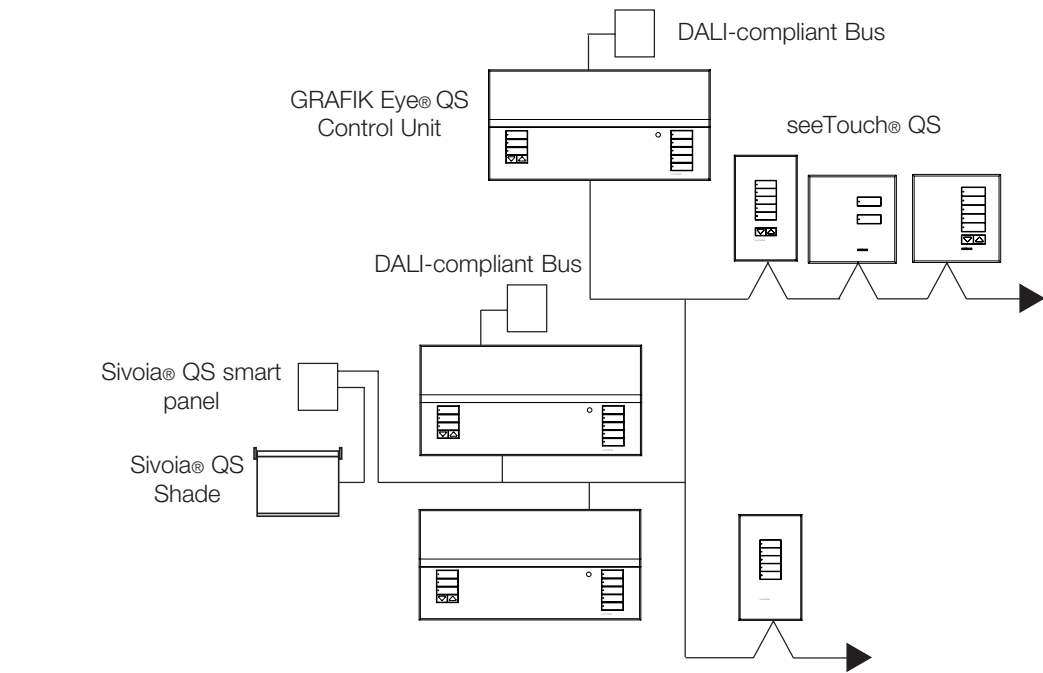 DALI-compliant Bus
GRAFIK Eye® QS
Control Unit
seeTouch® QS
DALI-compliant Bus
Sivoia® QS smart
panel
Sivoia® QS
Shade